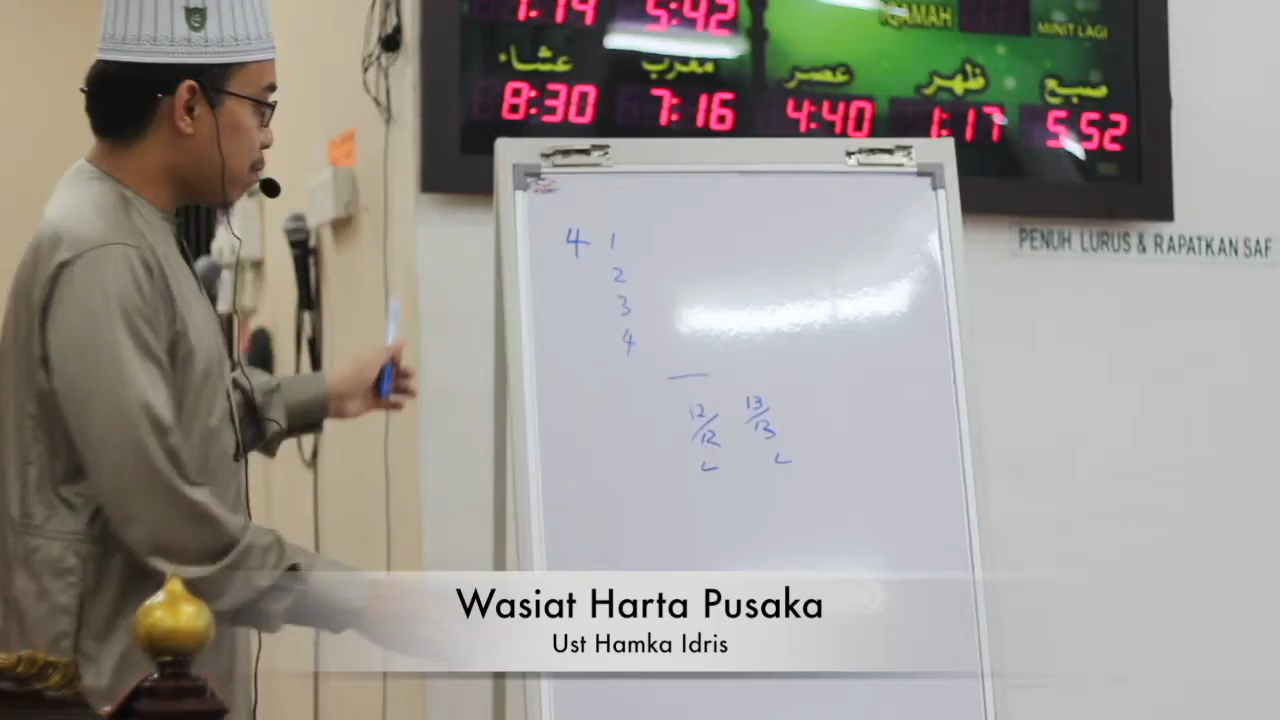 7:14 5:42 IQAMAH
MINIT LAGI
عشاء مغرب عصر ظهر صبح
8:30 7:16 4:40 1:17 5:52
PENUH LURUS & RAPATKAN SAF
4 1
2
3
4
12/12 13/13
Wasiat Harta Pusaka
Ust Hamka Idris